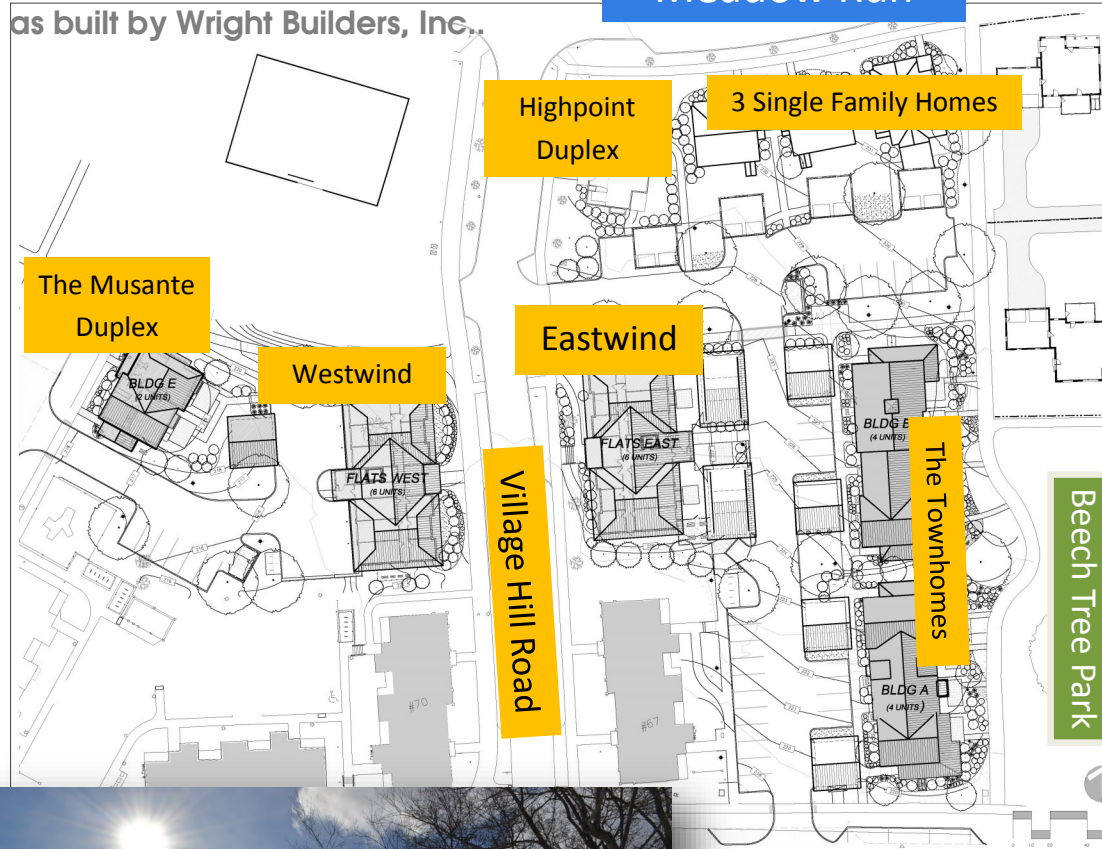 Meadow Run
as built by Wright Builders, Inc..
Highpoint
Duplex
3 Single Family Homes
The Musante
Duplex
Westwind
Eastwind
BLDG E
(2 UNITS)
FLATS WEST
(6 UNITS)
FLATS EAST
(6 UNITS)
BLDG B
(4 UNITS)
The Townhomes
Village Hill Road
Beech Tree Park
BLDG A
(4 UNITS)
#70
#67